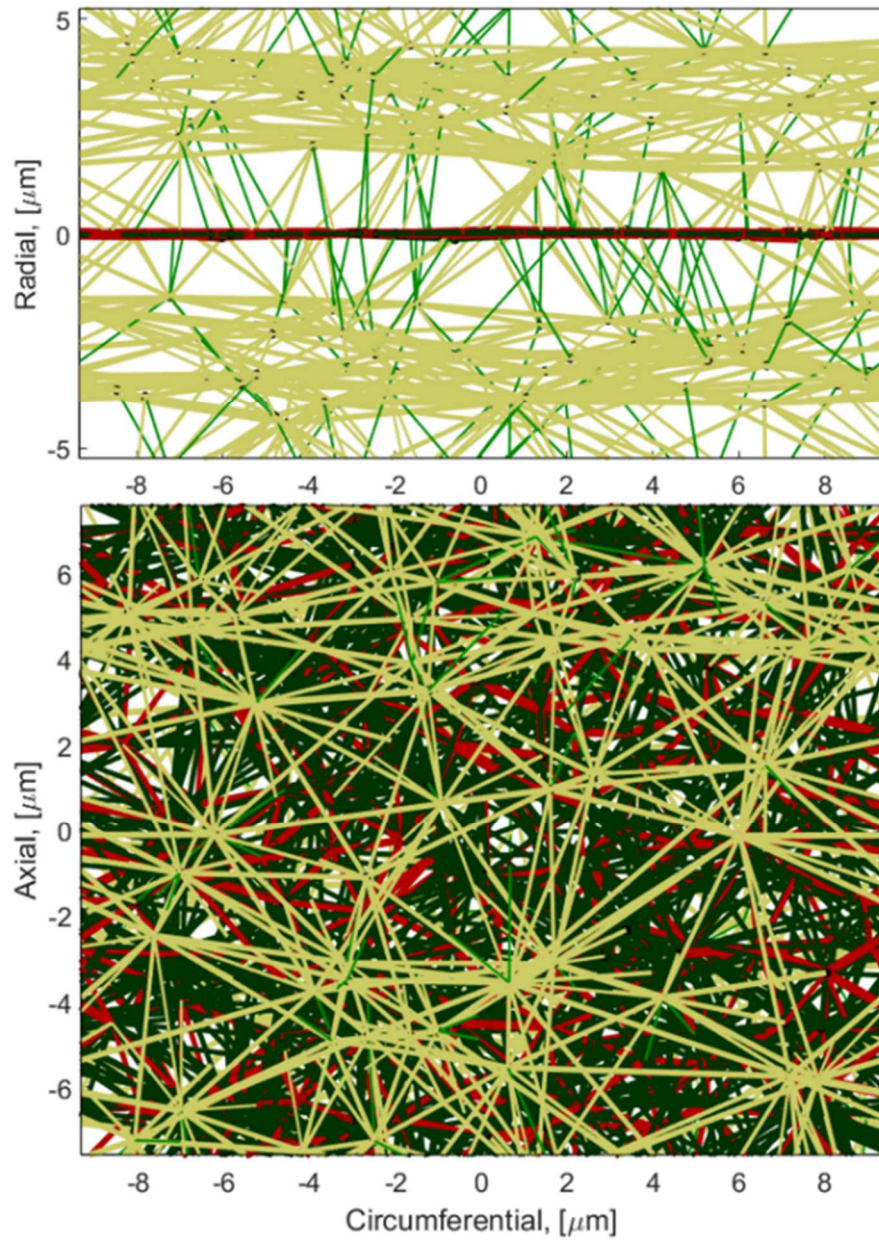 5
0
-5
Radial, [μm]
-8 -6 -4 -2 0 2 4 6 8
6
4
2
0
-2
-4
-6
Axial, [μm]
-8 -6 -4 -2 0 2 4 6 8
Circumferential, [μm]